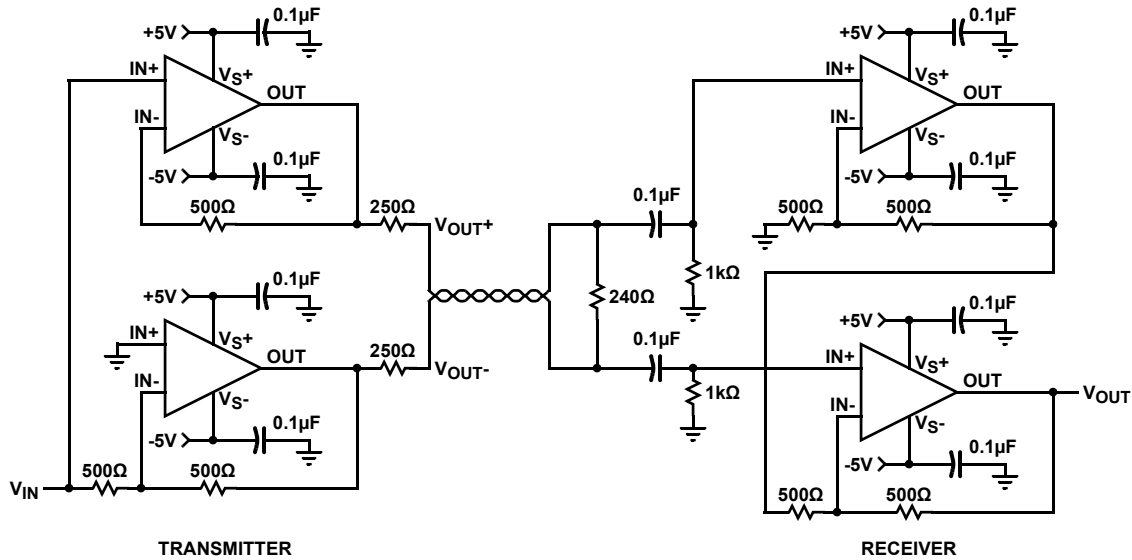 0.1µF
+5V
IN+
VS+
OUT
IN-
VS-
-5V
0.1µF
500Ω
250Ω
VOUT+
0.1µF
+5V
IN+
VS+
OUT
250Ω
VOUT-
IN-
VS-
-5V
0.1µF
500Ω
500Ω
VIN
TRANSMITTER
0.1µF
1kΩ
240Ω
0.1µF
1kΩ
0.1µF
+5V
IN+
VS+
OUT
IN-
VS-
-5V
0.1µF
500Ω
500Ω
0.1µF
+5V
IN+
VS+
OUT
VOUT
IN-
VS-
-5V
0.1µF
500Ω
500Ω
RECEIVER